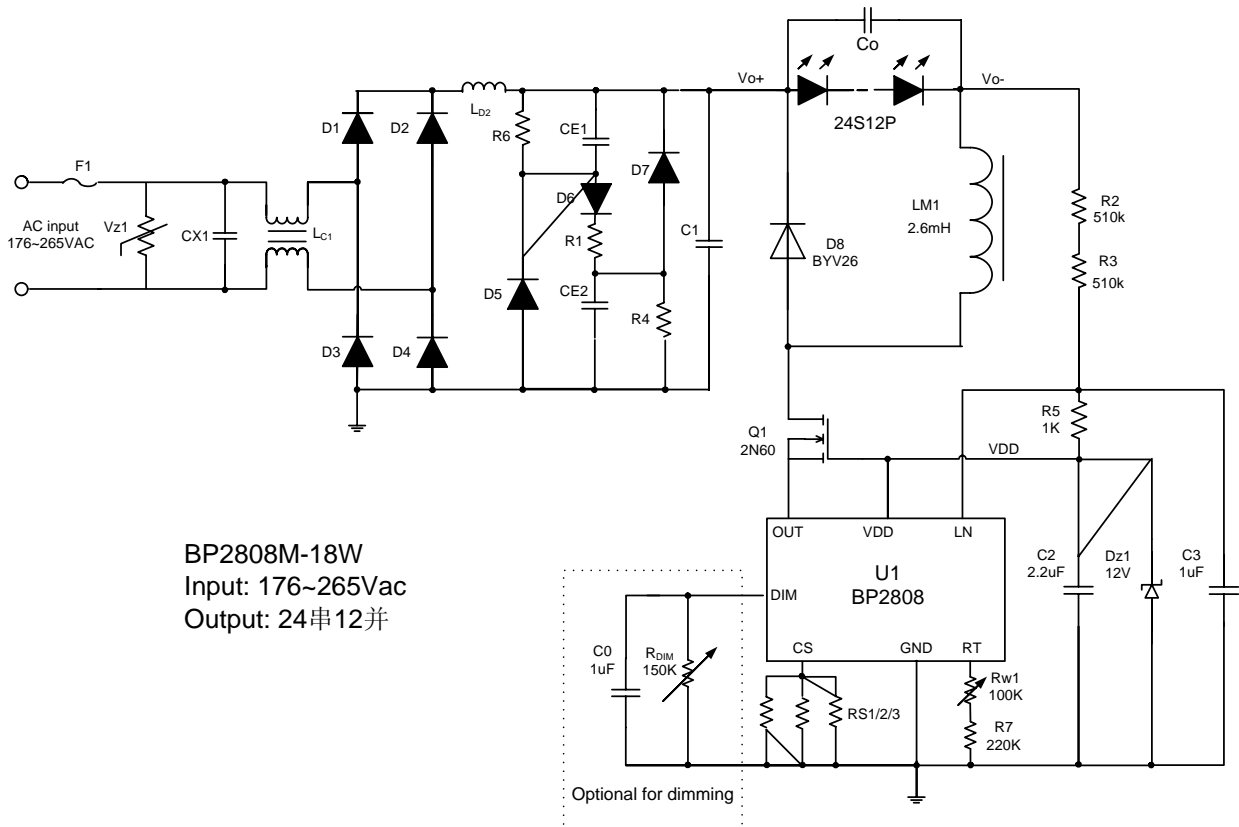 Co
Vo+
Vo-
24S12P
D1
D2
L_D2
R6
CE1
D7
F1
D6
LM1
2.6mH
R2
510k
AC input
176~265VAC
Vz1
CX1
L_C1
R1
C1
D8
BYV26
R3
510k
D5
CE2
R4
D3
D4
Q1
2N60
R5
1K
VDD
OUT
VDD
LN
C2
2.2uF
Dz1
12V
C3
1uF
U1
BP2808
BP2808M-18W
Input: 176~265Vac
Output: 24串12并
DIM
CS
GND
RT
C0
1uF
R_DIM
150K
Rw1
100K
RS1/2/3
R7
220K
Optional for dimming